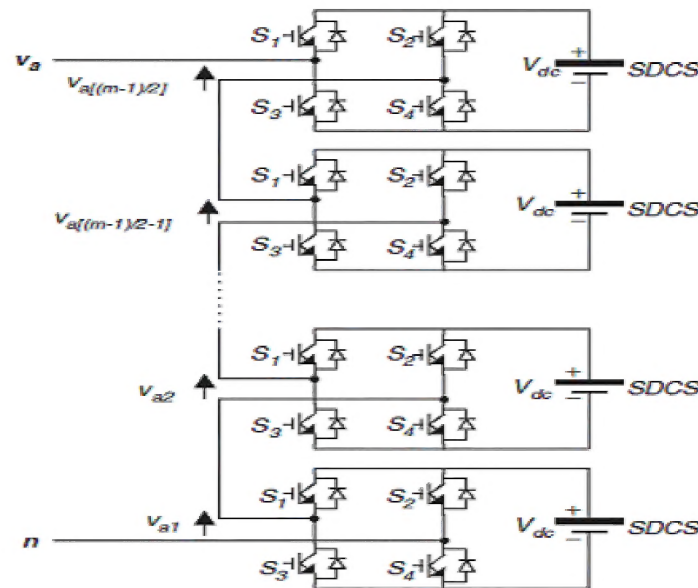 S1 S2 Vdc + − SDCS
va
va[(m-1)/2]
S3 S4
S1 S2 Vdc + − SDCS
va[(m-1)/2-1]
S3 S4
S1 S2 Vdc + − SDCS
va2
S3 S4
S1 S2 Vdc + − SDCS
va1
n
S3 S4